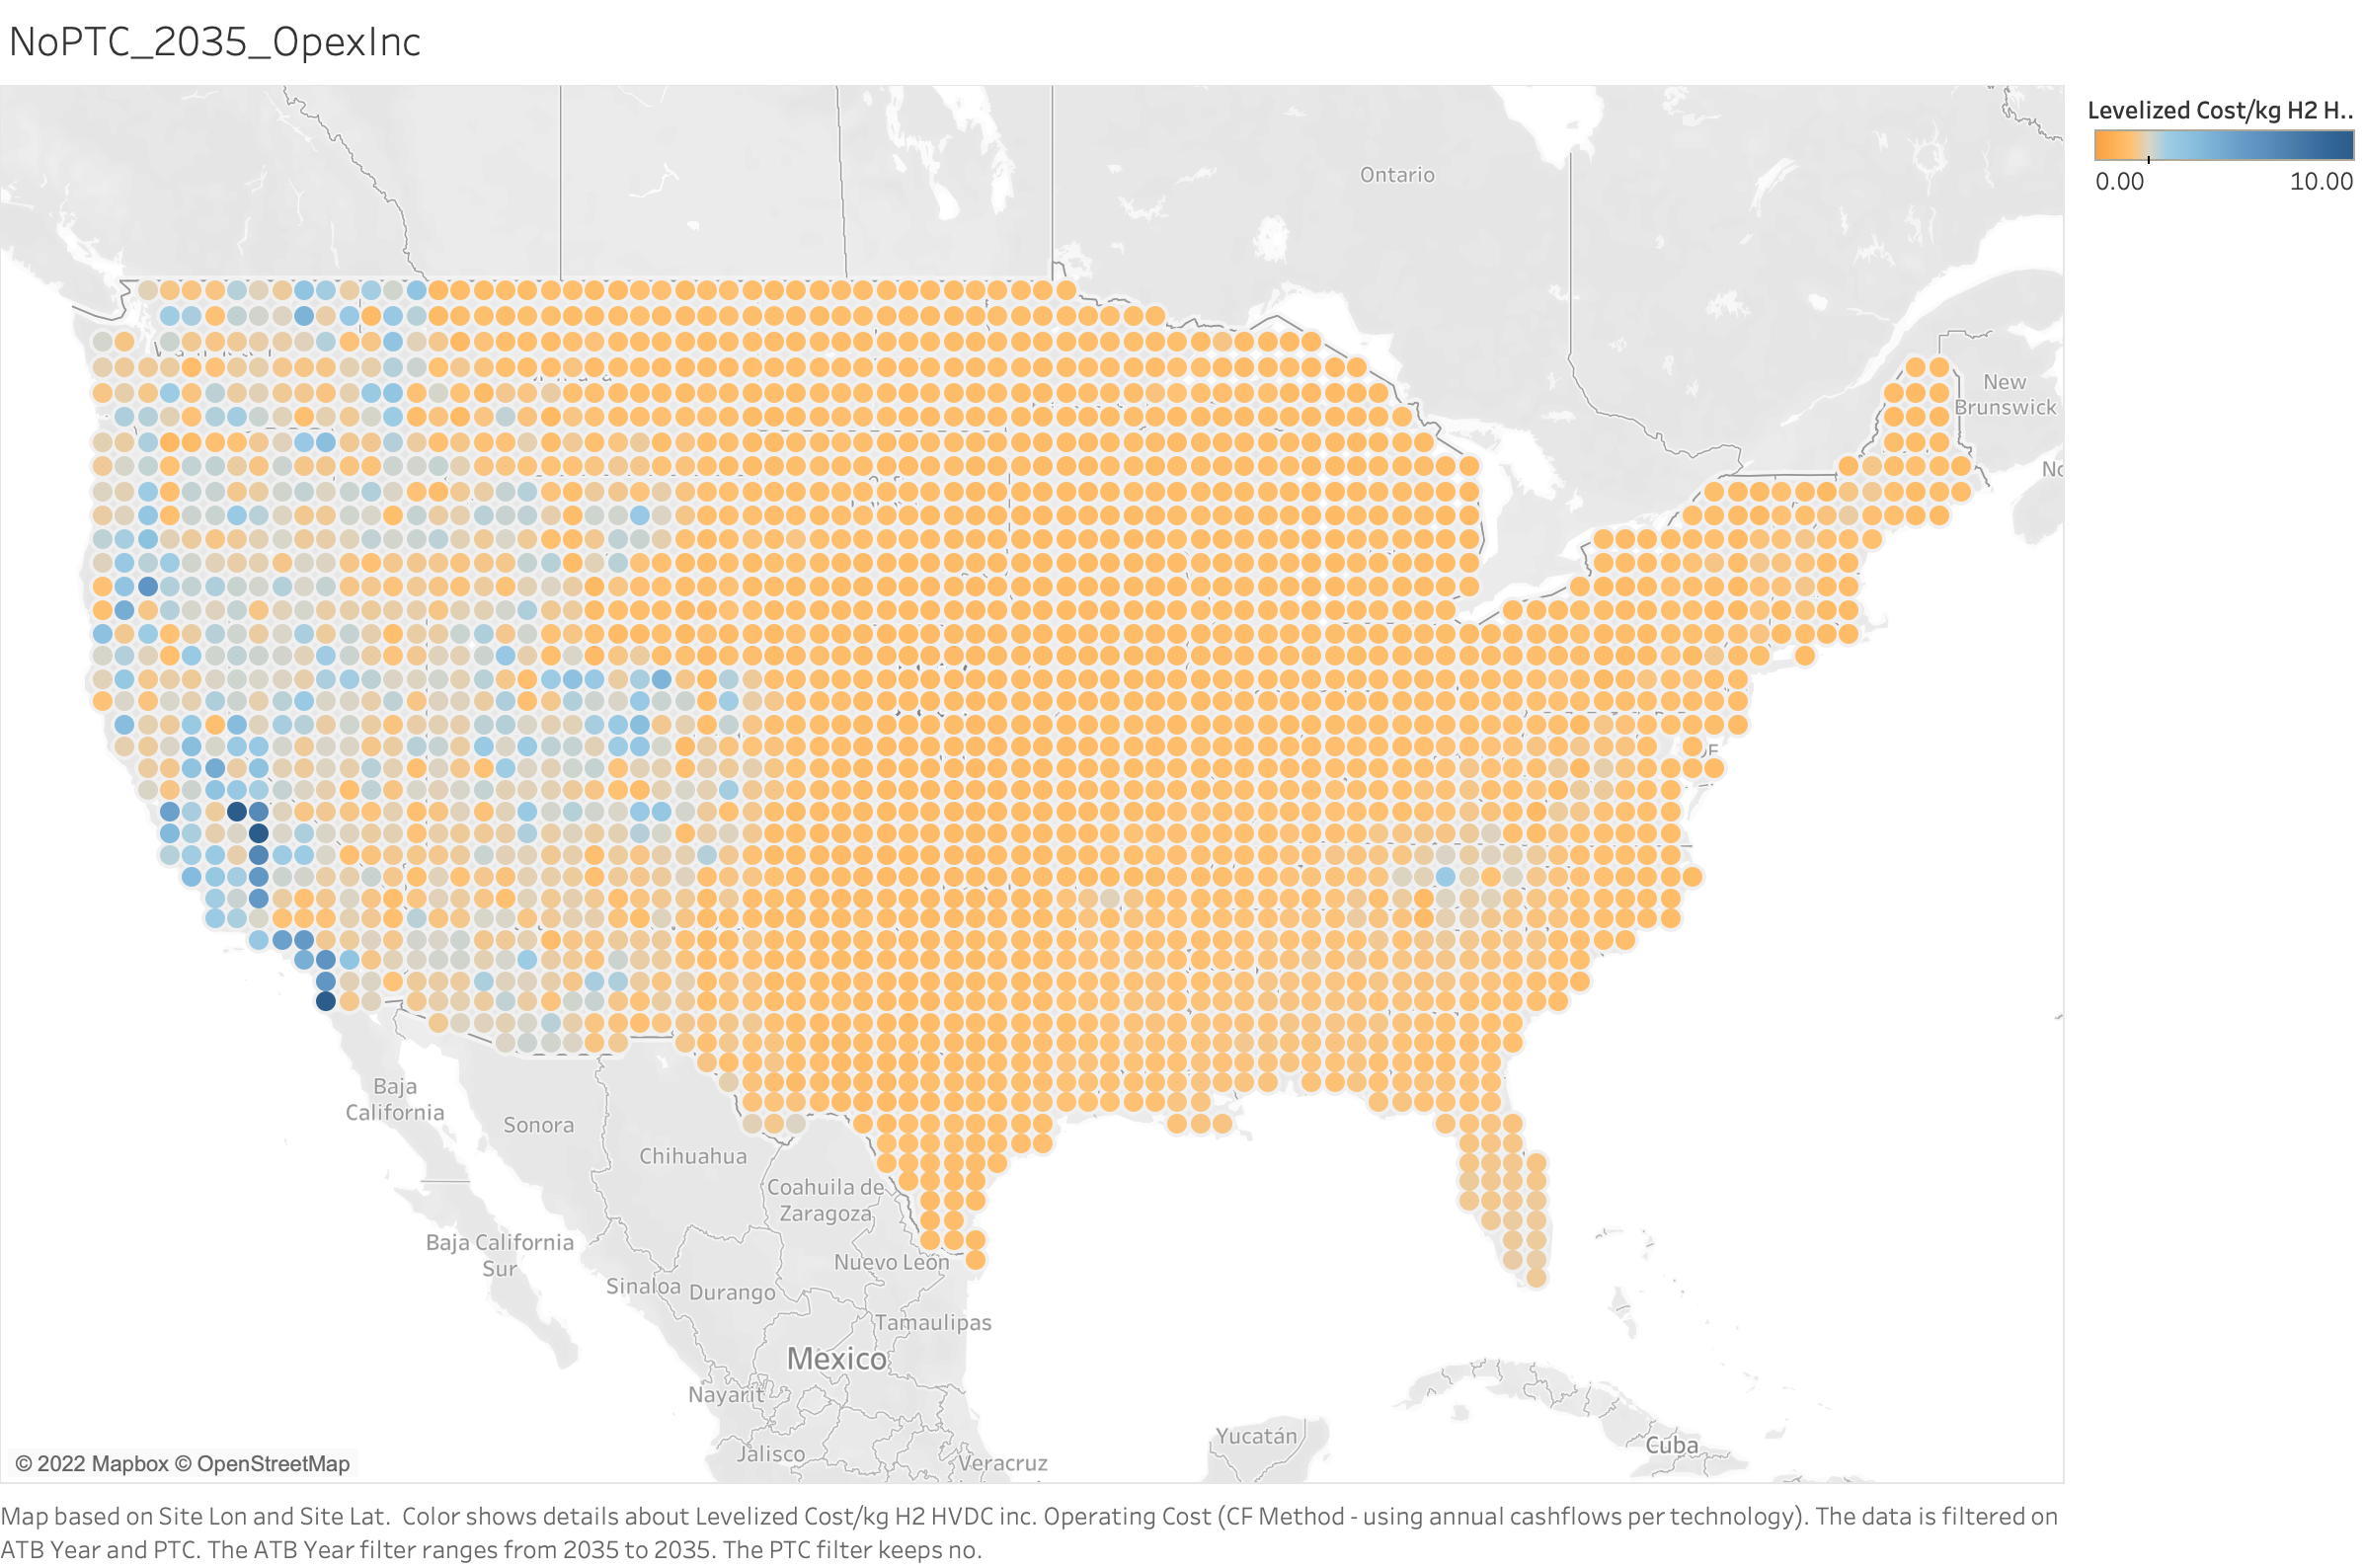 NoPTC_2035_OpexInc
Levelized Cost/kg H2 H..
0.00 10.00
Ontario
New
Brunswick
Baja
California
Sonora
Chihuahua
Coahuila de
Zaragoza
Baja California
Sur
Nuevo León
Sinaloa
Durango
Tamaulipas
Mexico
Nayarit
Jalisco
Veracruz
Yucatán
Cuba
© 2022 Mapbox © OpenStreetMap
Map based on Site Lon and Site Lat. Color shows details about Levelized Cost/kg H2 HVDC inc. Operating Cost (CF Method - using annual cashflows per technology). The data is filtered on
ATB Year and PTC. The ATB Year filter ranges from 2035 to 2035. The PTC filter keeps no.